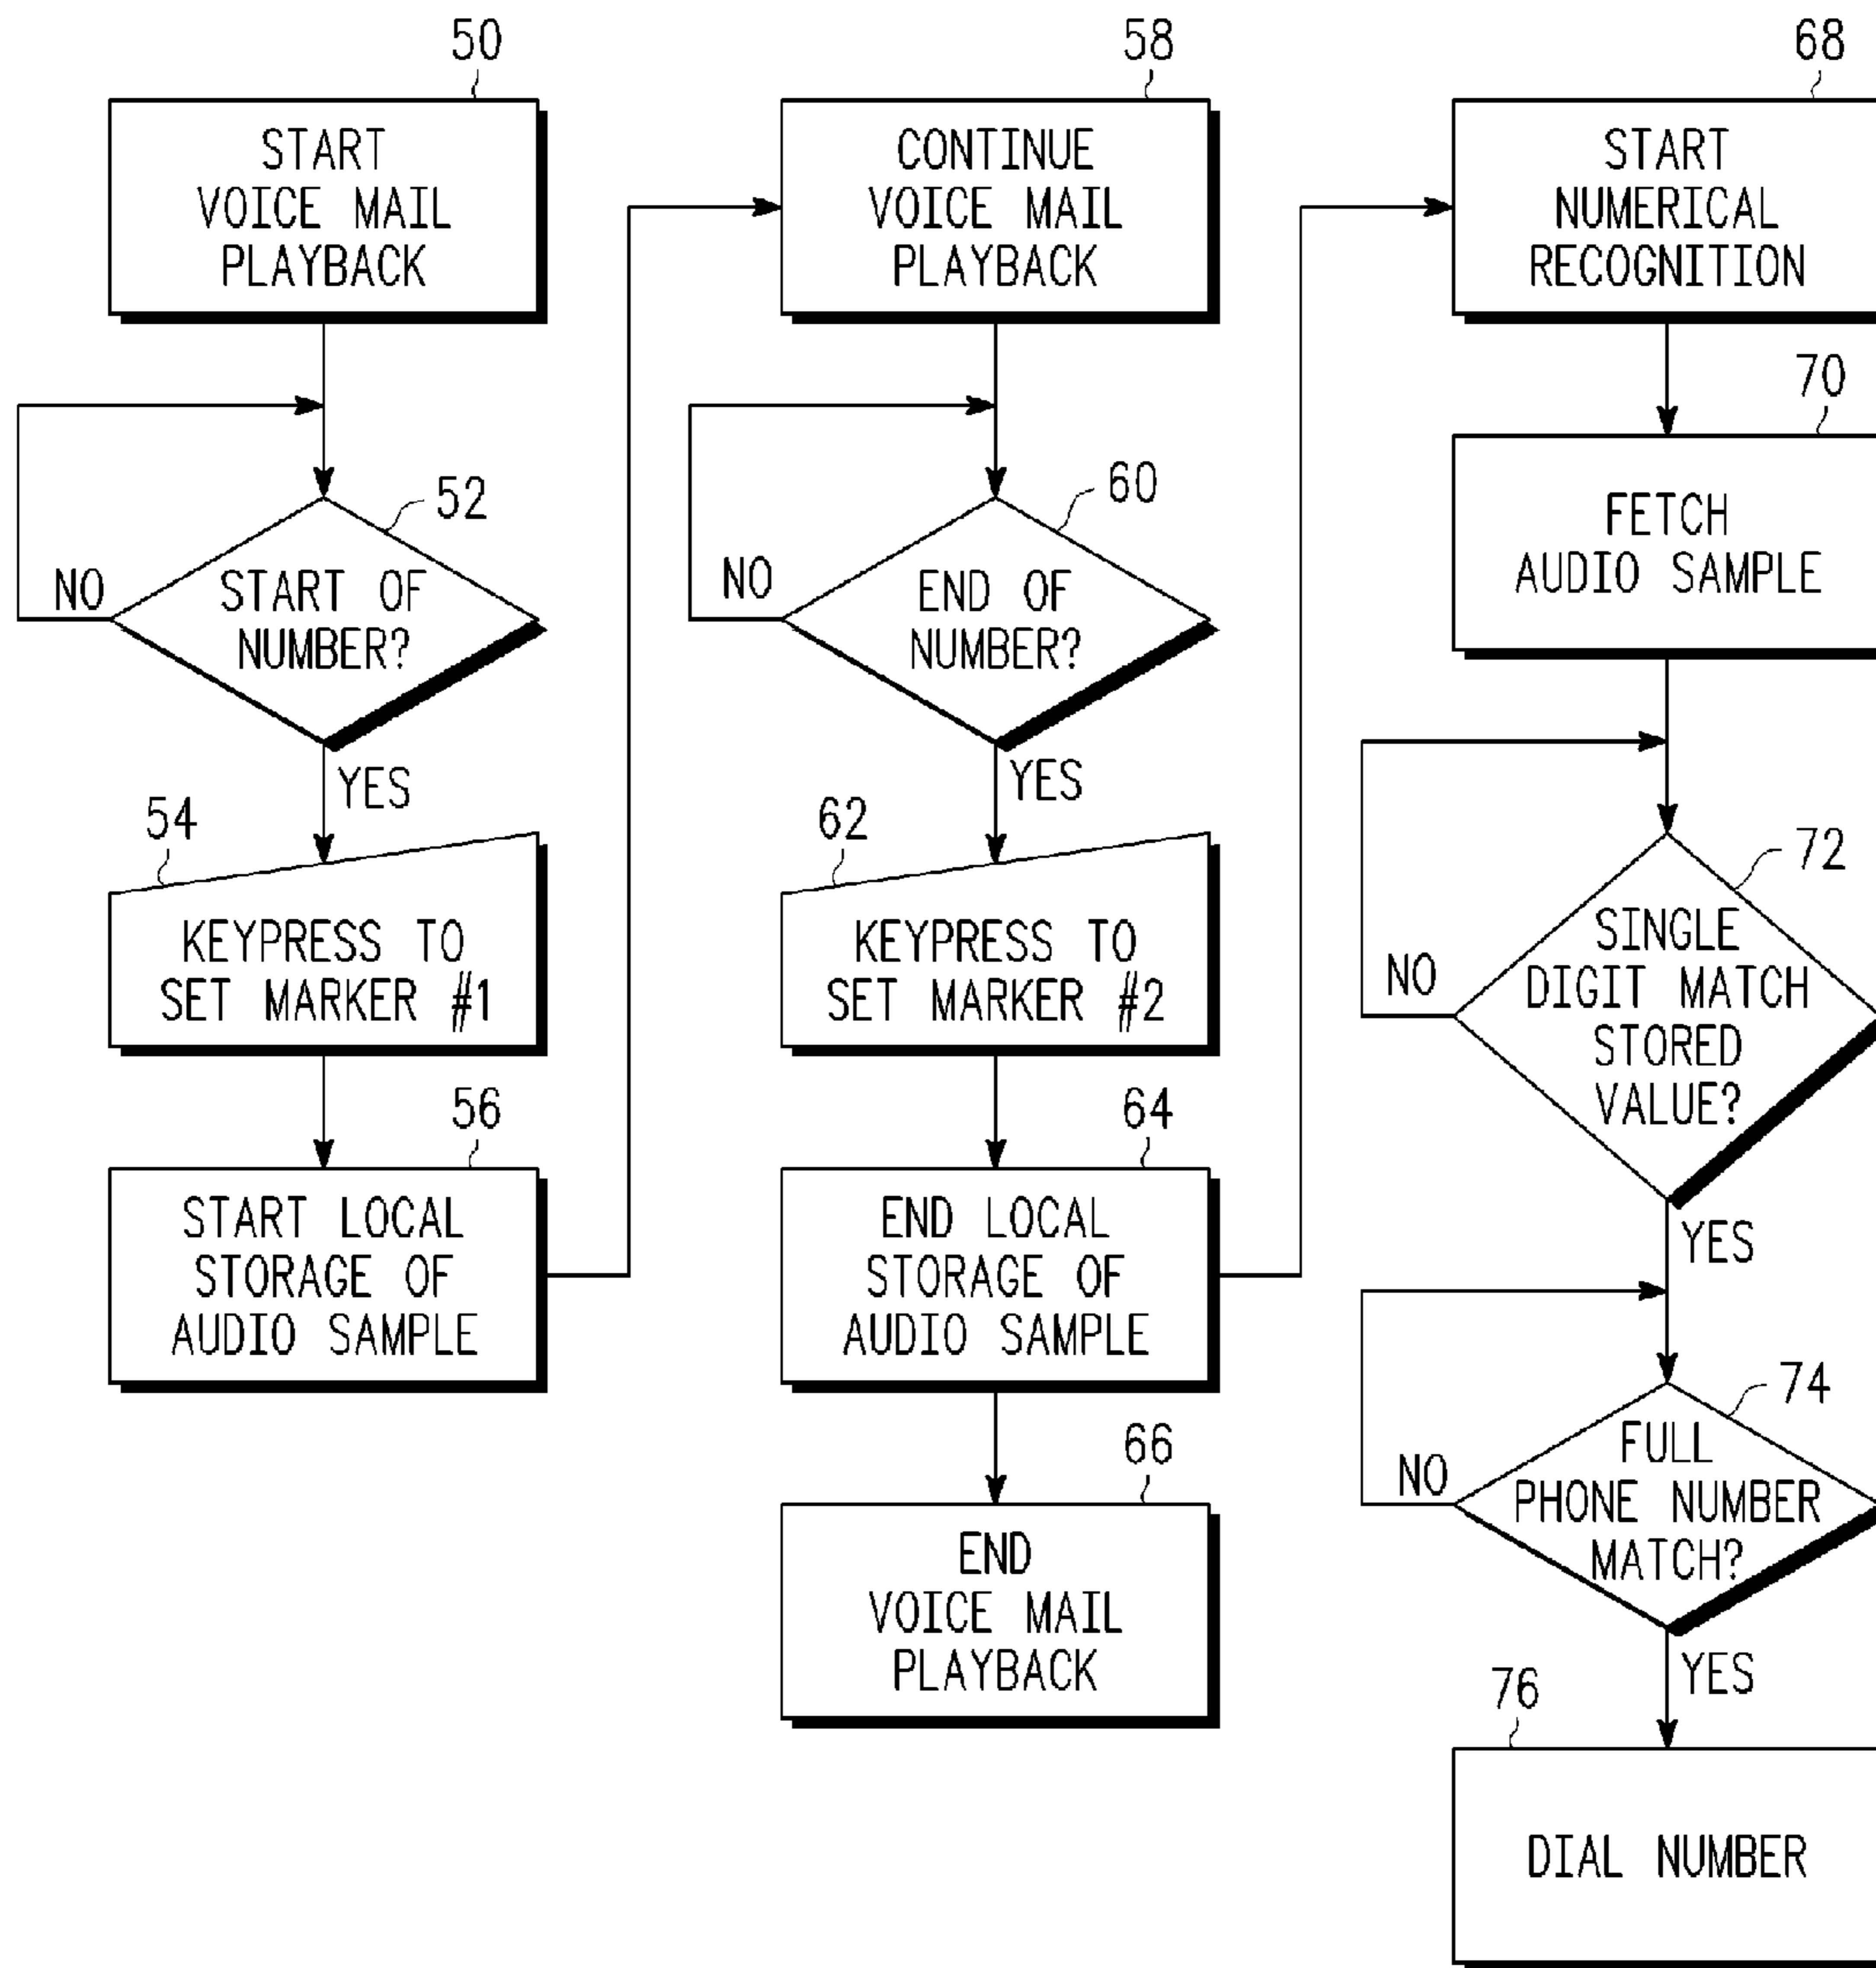 50
START
VOICE MAIL
PLAYBACK
52
NO
START OF
NUMBER?
YES
54
KEYPRESS TO
SET MARKER #1
56
START LOCAL
STORAGE OF
AUDIO SAMPLE
58
CONTINUE
VOICE MAIL
PLAYBACK
60
NO
END OF
NUMBER?
YES
62
KEYPRESS TO
SET MARKER #2
64
END LOCAL
STORAGE OF
AUDIO SAMPLE
66
END
VOICE MAIL
PLAYBACK
68
START
NUMERICAL
RECOGNITION
70
FETCH
AUDIO SAMPLE
72
NO
SINGLE
DIGIT MATCH
STORED
VALUE?
YES
74
NO
FULL
PHONE NUMBER
MATCH?
YES
76
DIAL NUMBER